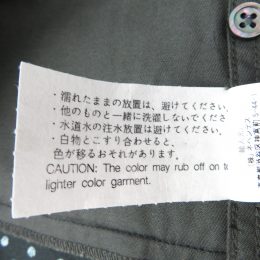 ・濡れたままの放置は、避けてください。
・他のものと一緒に洗濯しないでくださ
・水道水の注水放置は、避けてください
・白物とこすり合わせると、
色が移るおそれがあります。
CAUTION: The color may rub off on to
lighter color garment.